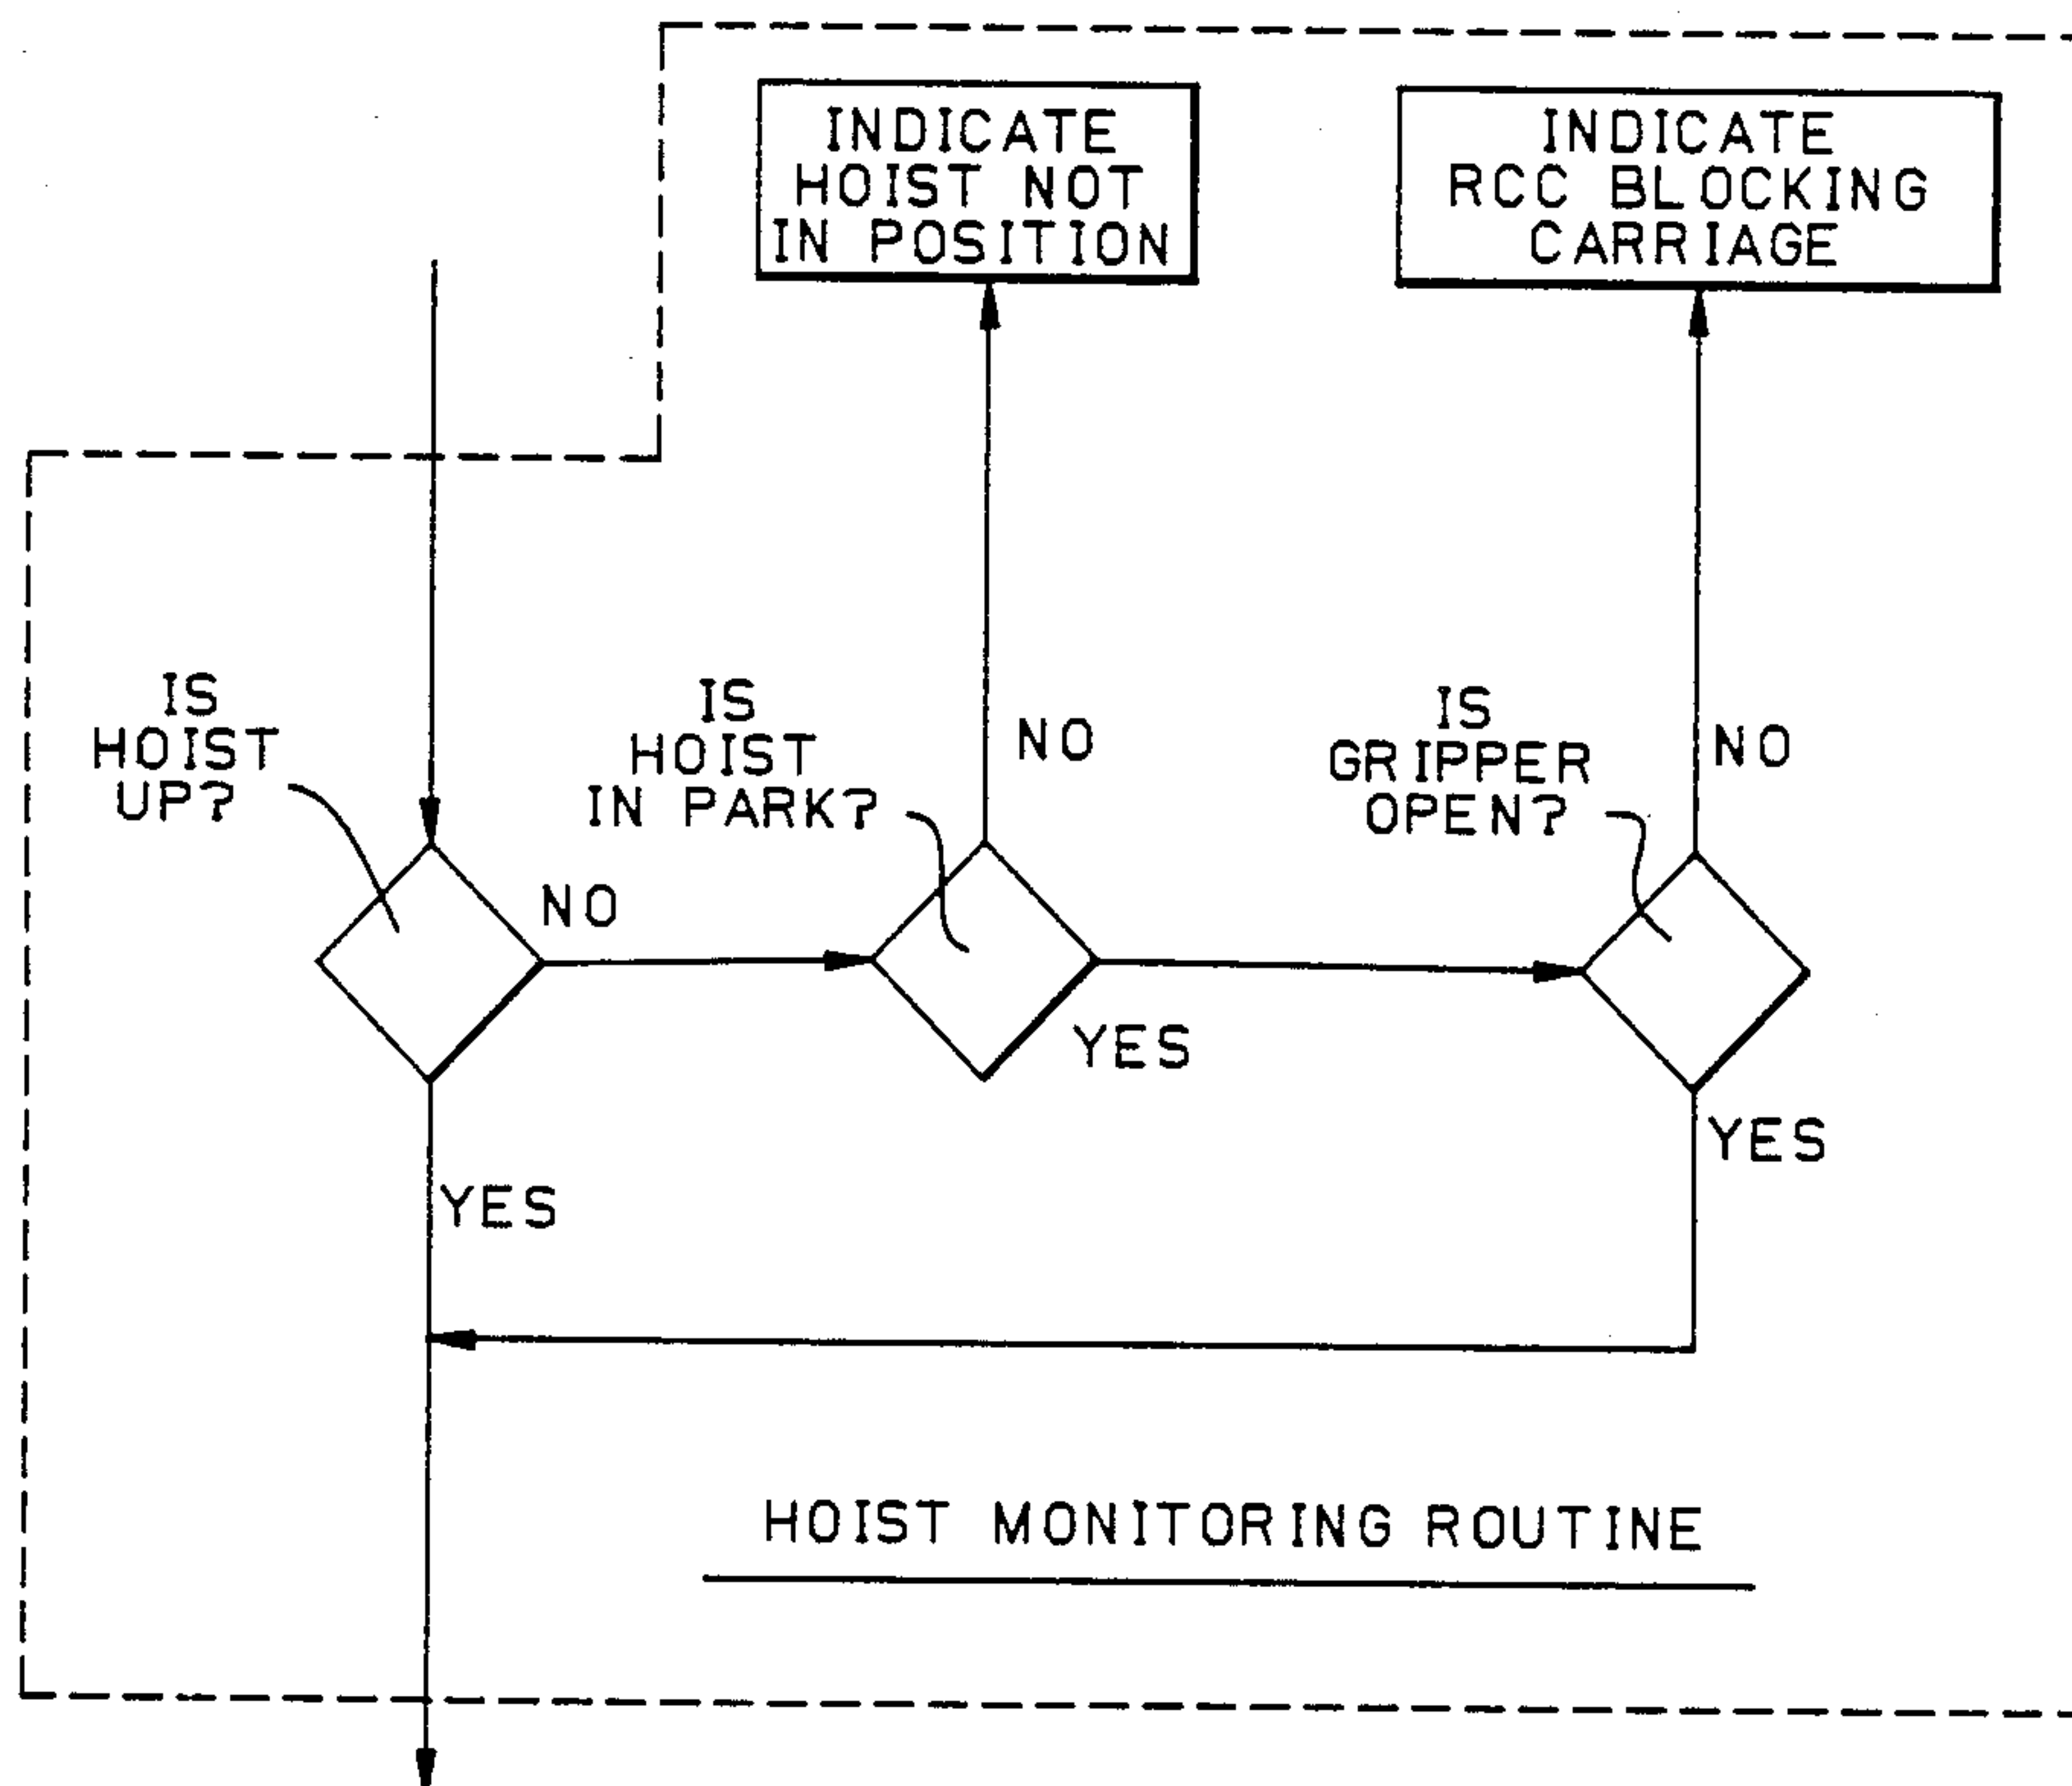 INDICATE
HOIST NOT
IN POSITION
INDICATE
RCC BLOCKING
CARRIAGE
IS
HOIST
UP?
NO
YES
IS
HOIST
IN PARK?
NO
YES
IS
GRIPPER
OPEN?
NO
YES
HOIST MONITORING ROUTINE